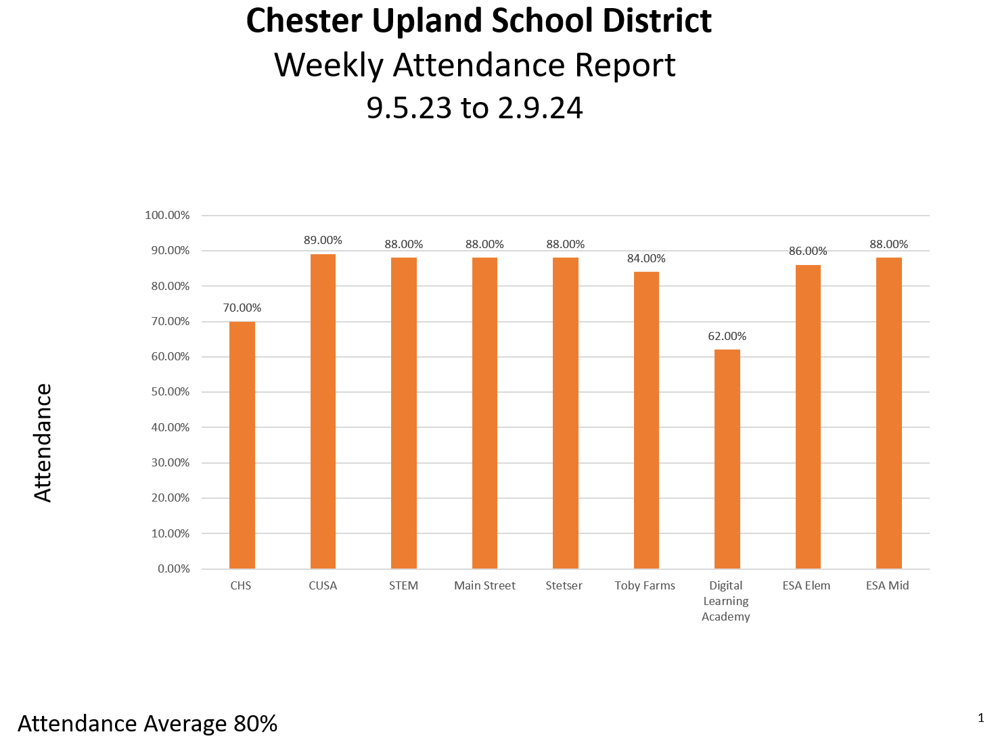 Chester Upland School District
Weekly Attendance Report
9.5.23 to 2.9.24
100.00%
90.00%
80.00%
70.00%
60.00%
50.00%
40.00%
30.00%
20.00%
10.00%
0.00%
Attendance
70.00%
89.00%
88.00%
88.00%
88.00%
84.00%
62.00%
86.00%
88.00%
CHS
CUSA
STEM
Main Street
Stetser
Toby Farms
Digital
Learning
Academy
ESA Elem
ESA Mid
Attendance Average 80%
1